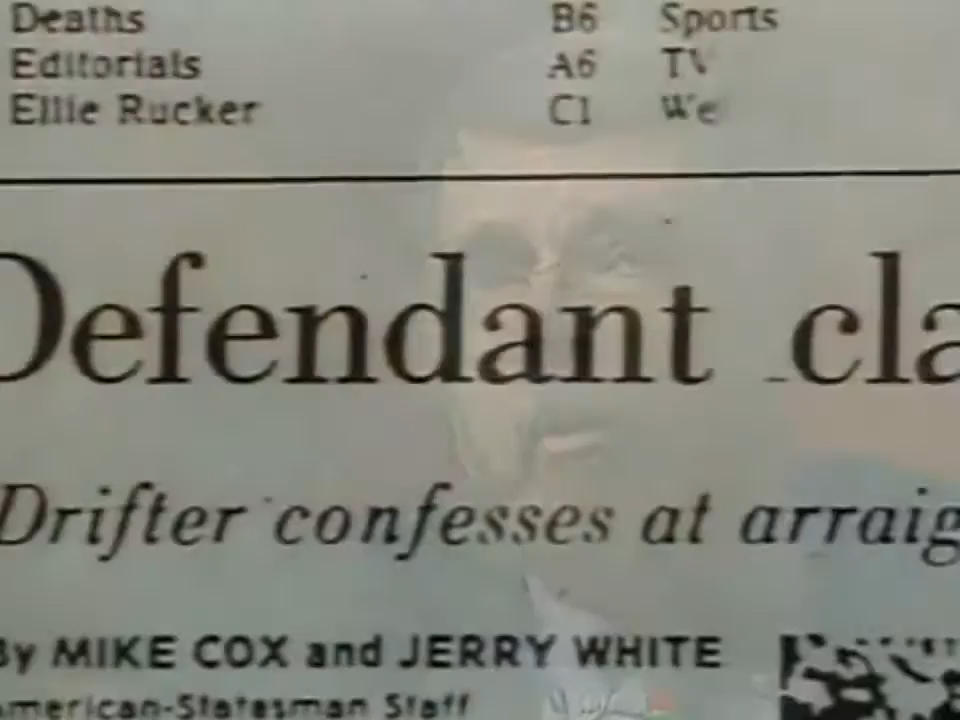 Deaths B6 Sports
Editorials A6 TV
Ellie Rucker C1 We
Defendant cla
Drifter confesses at arraig
By MIKE COX and JERRY WHITE
American-Statesman Staff